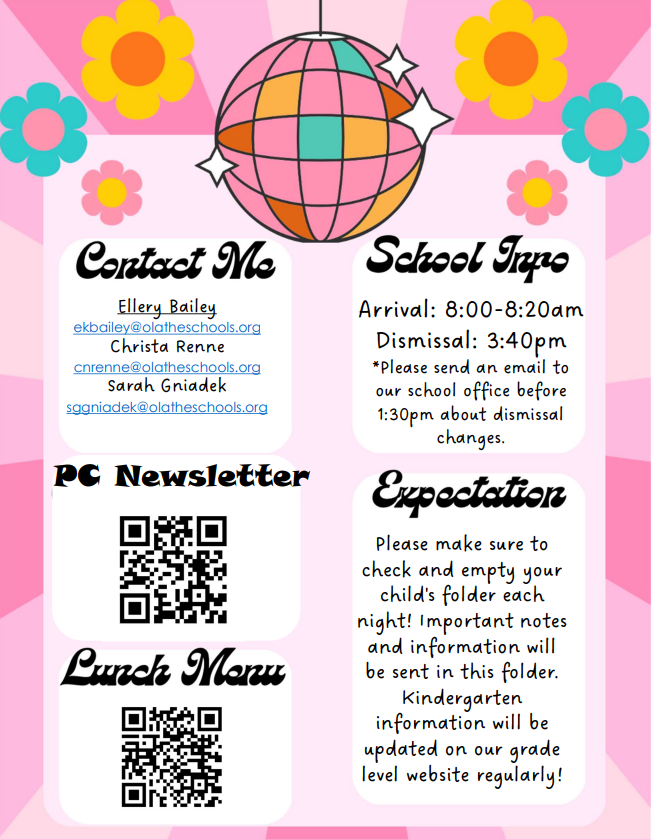 Contact Me
Ellery Bailey
ekbailey@olatheschools.org
Christa Renne
cnrenne@olatheschools.org
Sarah Gniadek
sggniadek@olatheschools.org
PC Newsletter
Lunch Menu
School Info
Arrival: 8:00-8:20am
Dismissal: 3:40pm
*Please send an email to
our school office before
1:30pm about dismissal
changes.
Expectation
Please make sure to
check and empty your
child's folder each
night! Important notes
and information will
be sent in this folder.
Kindergarten
information will be
updated on our grade
level website regularly!